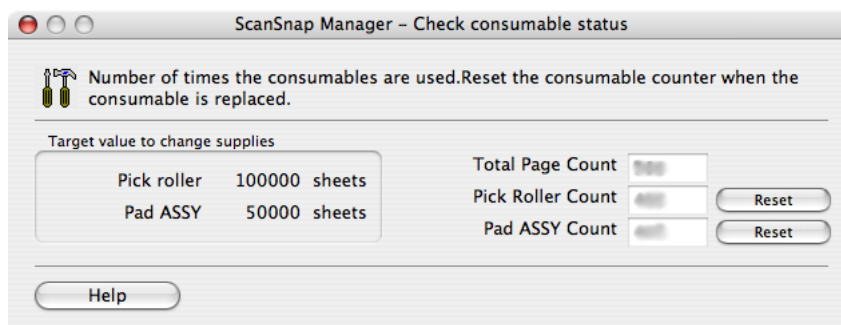 ScanSnap Manager – Check consumable status
Number of times the consumables are used.Reset the consumable counter when the
consumable is replaced.
Target value to change supplies
Pick roller 100000 sheets
Pad ASSY 50000 sheets
Total Page Count
Pick Roller Count Reset
Pad ASSY Count Reset
Help